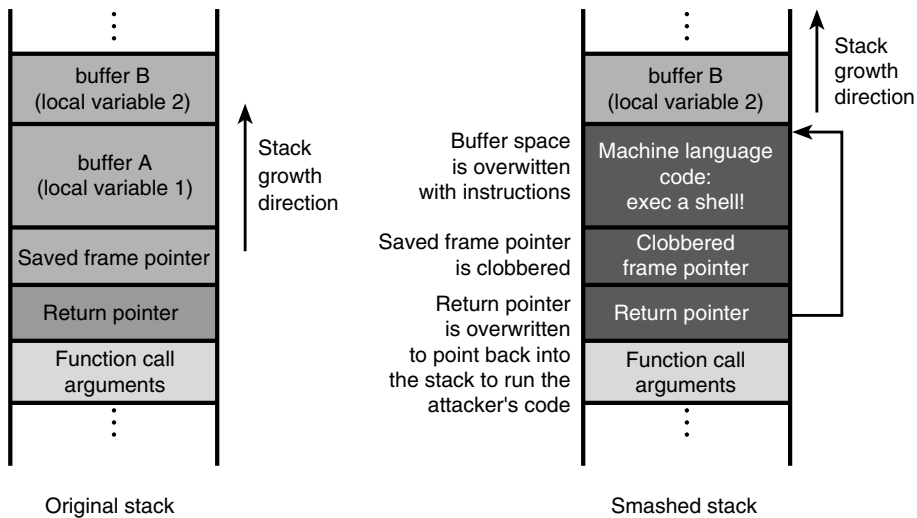 buffer B
(local variable 2)
buffer A
(local variable 1)
Saved frame pointer
Return pointer
Function call
arguments
Stack
growth
direction
Original stack
Buffer space
is overwitten
with instructions
Saved frame pointer
is clobbered
Return pointer
is overwritten
to point back into
the stack to run the
attacker's code
buffer B
(local variable 2)
Machine language
code:
exec a shell!
Clobbered
frame pointer
Return pointer
Function call
arguments
Stack
growth
direction
Smashed stack